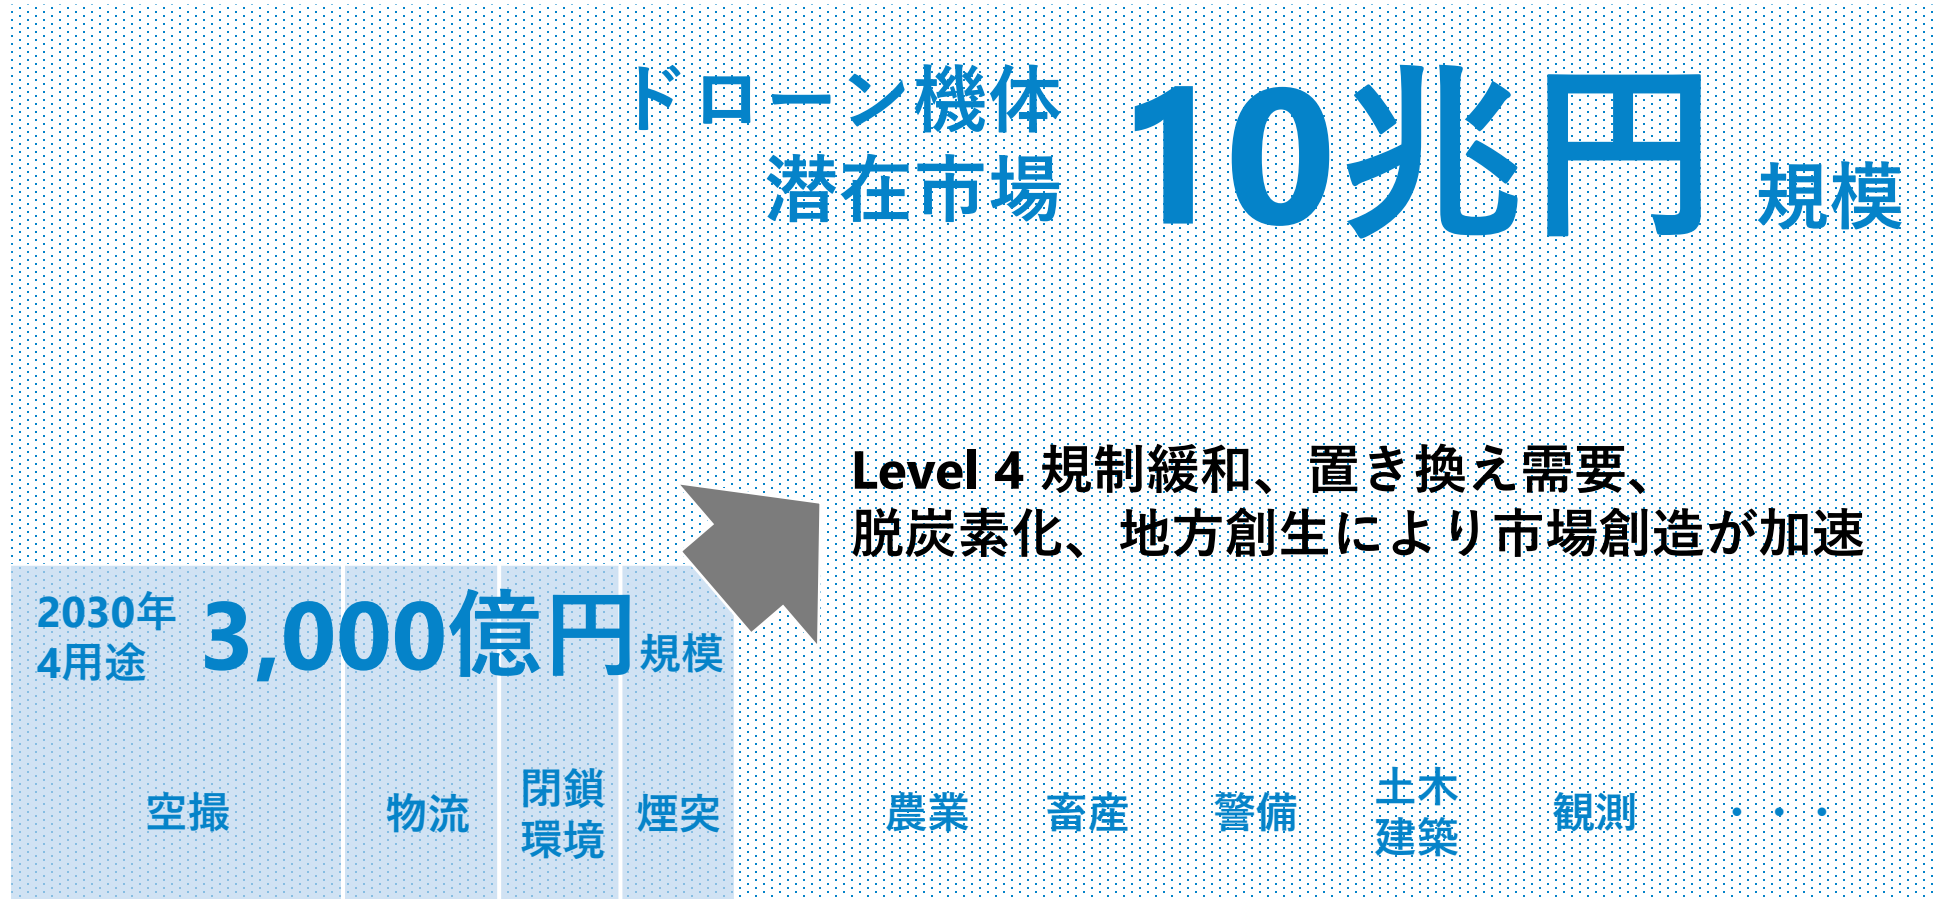 ドローン機体
潜在市場
10兆円 規模
Level 4 規制緩和、置き換え需要、
脱炭素化、地方創生により市場創造が加速
2030年
4用途
3,000億円規模
空撮
物流
閉鎖
環境
煙突
農業
畜産
警備
土木
建築
観測
・・・